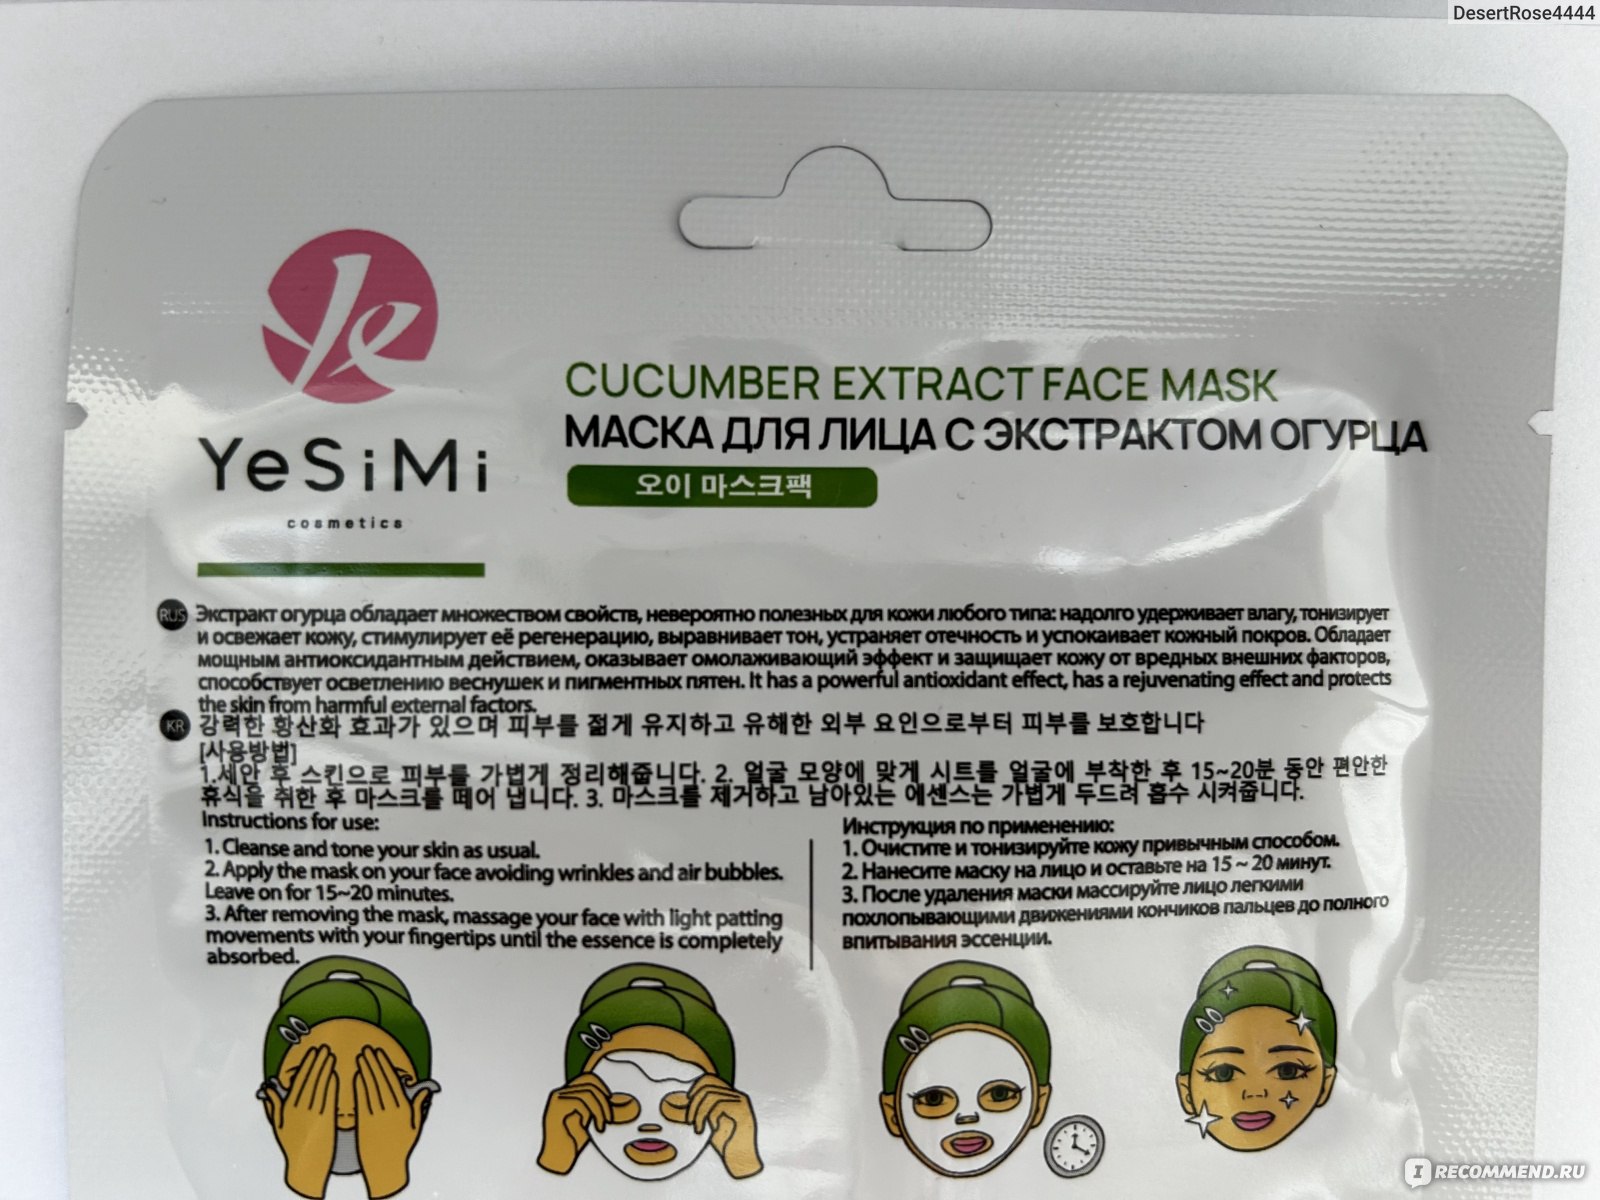 DesertRose4444
YeSiMi
cosmetics
CUCUMBER EXTRACT FACE MASK
МАСКА ДЛЯ ЛИЦА С ЭКСТРАКТОМ ОГУРЦА
오이 마스크팩
RUS Экстракт огурца обладает множеством свойств, невероятно полезных для кожи любого типа: надолго удерживает влагу, тонизирует
и освежает кожу, стимулирует её регенерацию, выравнивает тон, устраняет отечность и успокаивает кожный покров. Обладает
мощным антиоксидантным действием, оказывает омолаживающий эффект и защищает кожу от вредных внешних факторов,
способствует осветлению веснушек и пигментных пятен. It has a powerful antioxidant effect, has a rejuvenating effect and protects
the skin from harmful external factors.
KR 강력한 항산화 효과가 있으며 피부를 젊게 유지하고 유해한 외부 요인으로부터 피부를 보호합니다
[사용방법]
1.세안 후 스킨으로 피부를 가볍게 정리해줍니다. 2. 얼굴 모양에 맞게 시트를 얼굴에 부착한 후 15~20분 동안 편안한
휴식을 취한 후 마스크를 떼어 냅니다. 3. 마스크를 제거하고 남아있는 에센스는 가볍게 두드려 흡수 시켜줍니다.
Instructions for use:
1. Cleanse and tone your skin as usual.
2. Apply the mask on your face avoiding wrinkles and air bubbles.
Leave on for 15~20 minutes.
3. After removing the mask, massage your face with light patting
movements with your fingertips until the essence is completely
absorbed.
Инструкция по применению:
1. Очистите и тонизируйте кожу привычным способом.
2. Нанесите маску на лицо и оставьте на 15 ~ 20 минут.
3. После удаления маски массируйте лицо легкими
похлопывающими движениями кончиков пальцев до полного
впитывания эссенции.
IRECOMMEND.RU